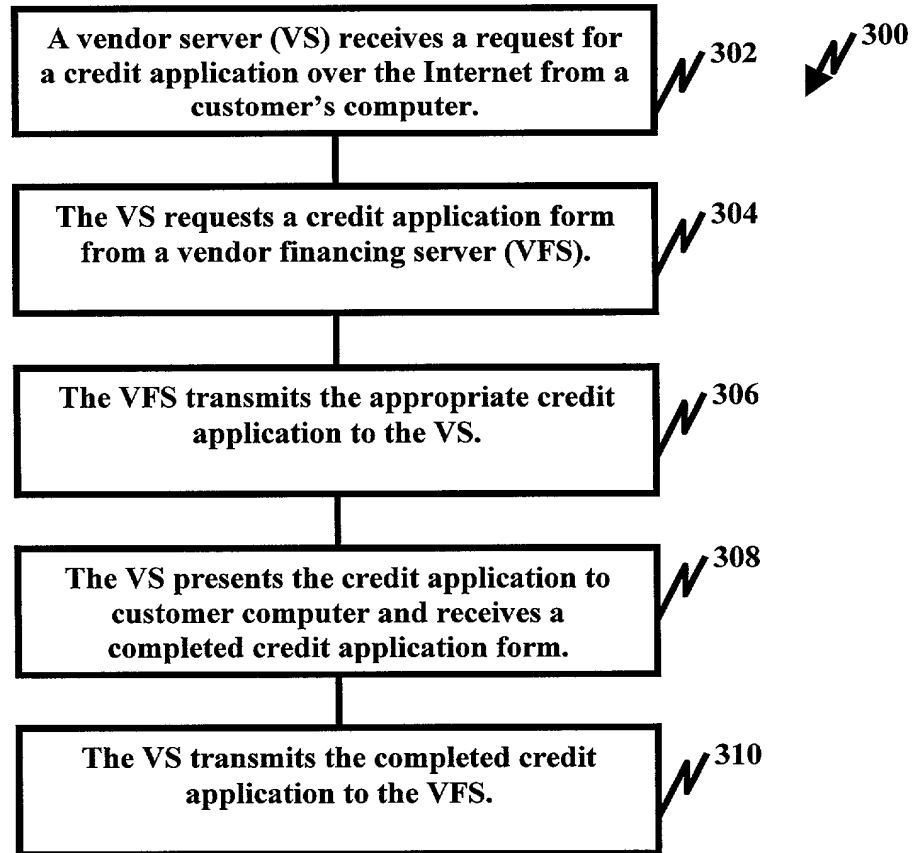 A vendor server (VS) receives a request for
a credit application over the Internet from a
customer's computer.
302
300
The VS requests a credit application form
from a vendor financing server (VFS).
304
The VFS transmits the appropriate credit
application to the VS.
306
The VS presents the credit application to
customer computer and receives a
completed credit application form.
308
The VS transmits the completed credit
application to the VFS.
310